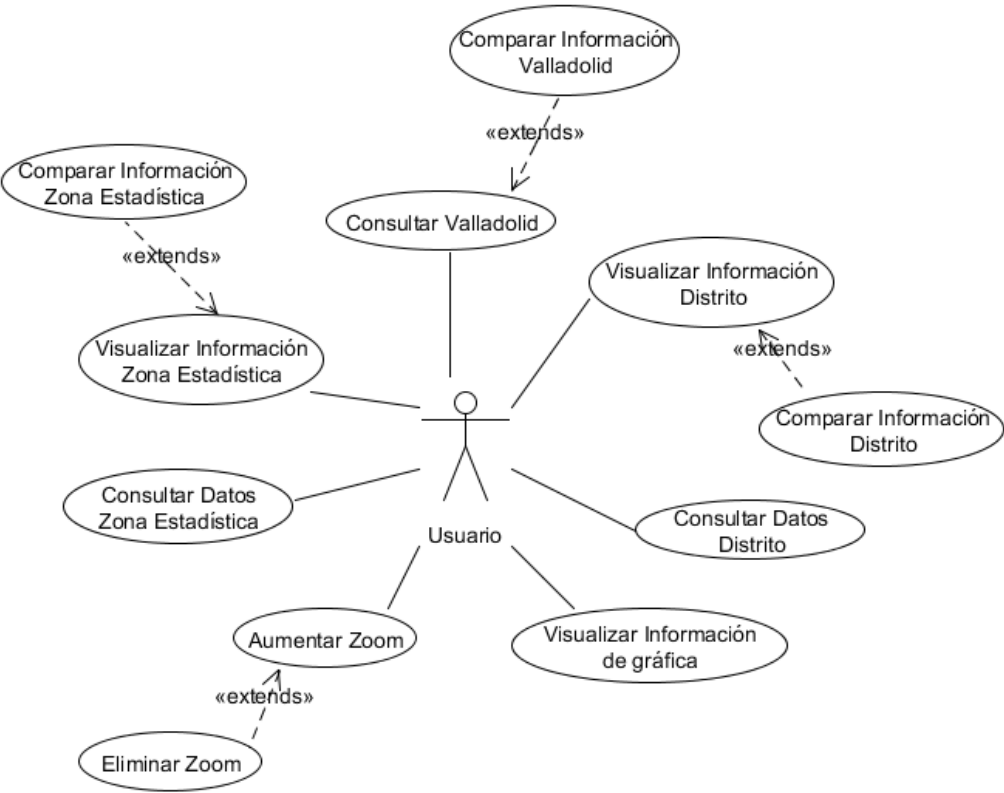 Comparar Información
Valladolid
«extends»
Comparar Información
Zona Estadística
Consultar Valladolid
«extends»
Visualizar Información
Distrito
Visualizar Información
Zona Estadística
«extends»
Comparar Información
Distrito
Consultar Datos
Zona Estadística
Consultar Datos
Distrito
Usuario
Aumentar Zoom
Visualizar Información
de gráfica
«extends»
Eliminar Zoom